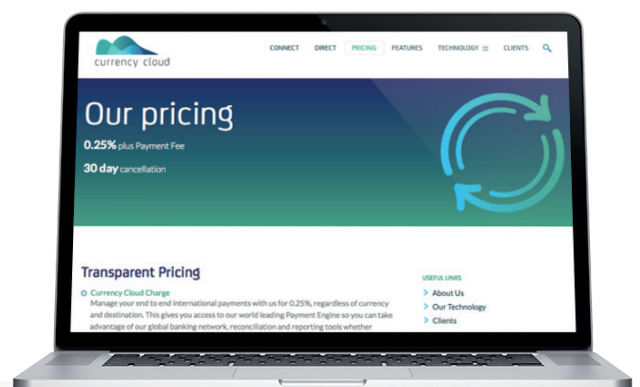 currency cloud
CONNECT DIRECT PRICING FEATURES TECHNOLOGY CLIENTS
Our pricing
0.25% plus Payment Fee
30 day cancellation
Transparent Pricing
Currency Cloud Charge
Manage your end to end international payments with us for 0.25%, regardless of currency
and destination. This gives you access to our world leading Payment Engine so you can take
advantage of our global banking network, reconciliation and reporting tools whether
USEFUL LINKS
> About Us
> Our Technology
> Clients